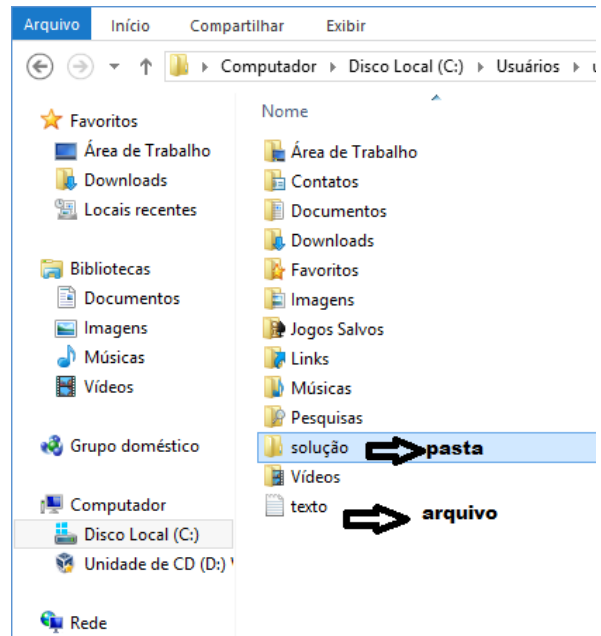 Arquivo Início Compartilhar Exibir
Computador Disco Local (C:) Usuários
Nome
Favoritos
Área de Trabalho
Downloads
Locais recentes
Bibliotecas
Documentos
Imagens
Músicas
Vídeos
Grupo doméstico
Computador
Disco Local (C:)
Unidade de CD (D:)
Rede
Área de Trabalho
Contatos
Documentos
Downloads
Favoritos
Imagens
Jogos Salvos
Links
Músicas
Pesquisas
solução pasta
Vídeos
texto arquivo